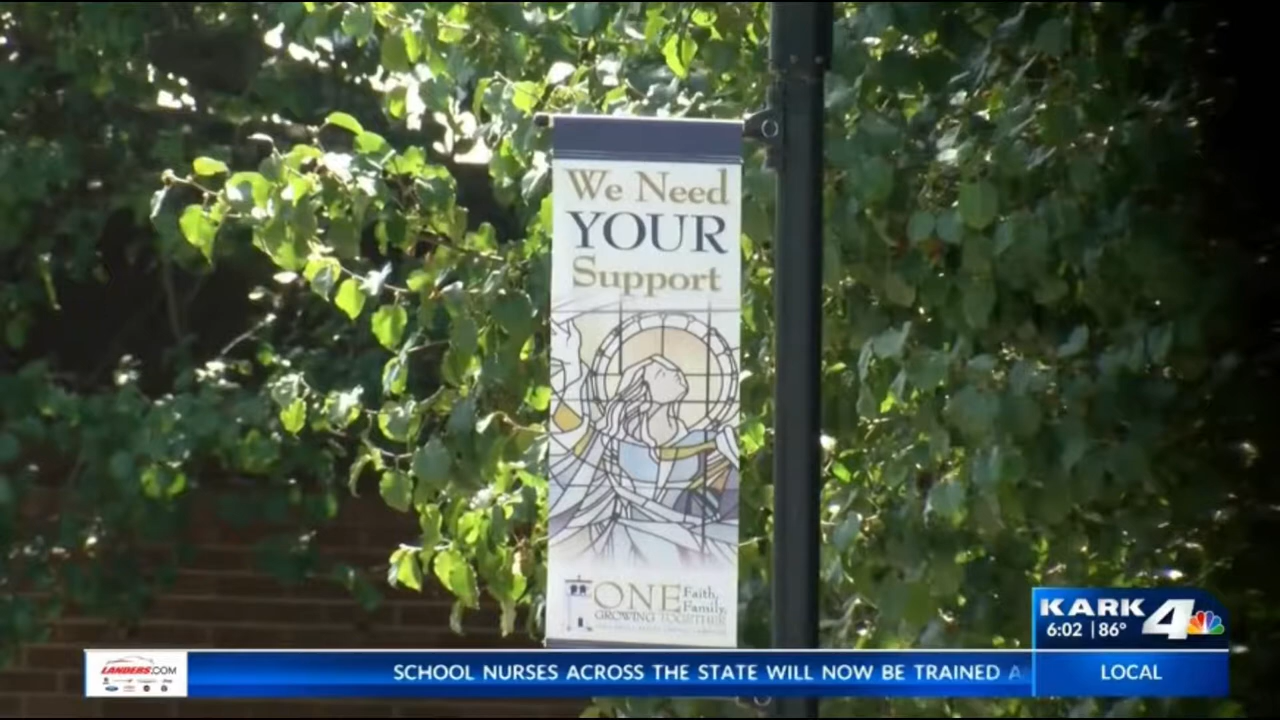 We Need
YOUR
Support
ONE Faith,
Family,
GROWING TOGETHER
KARK 4
6:02 | 86°
LANDERS.COM
SCHOOL NURSES ACROSS THE STATE WILL NOW BE TRAINED A
LOCAL